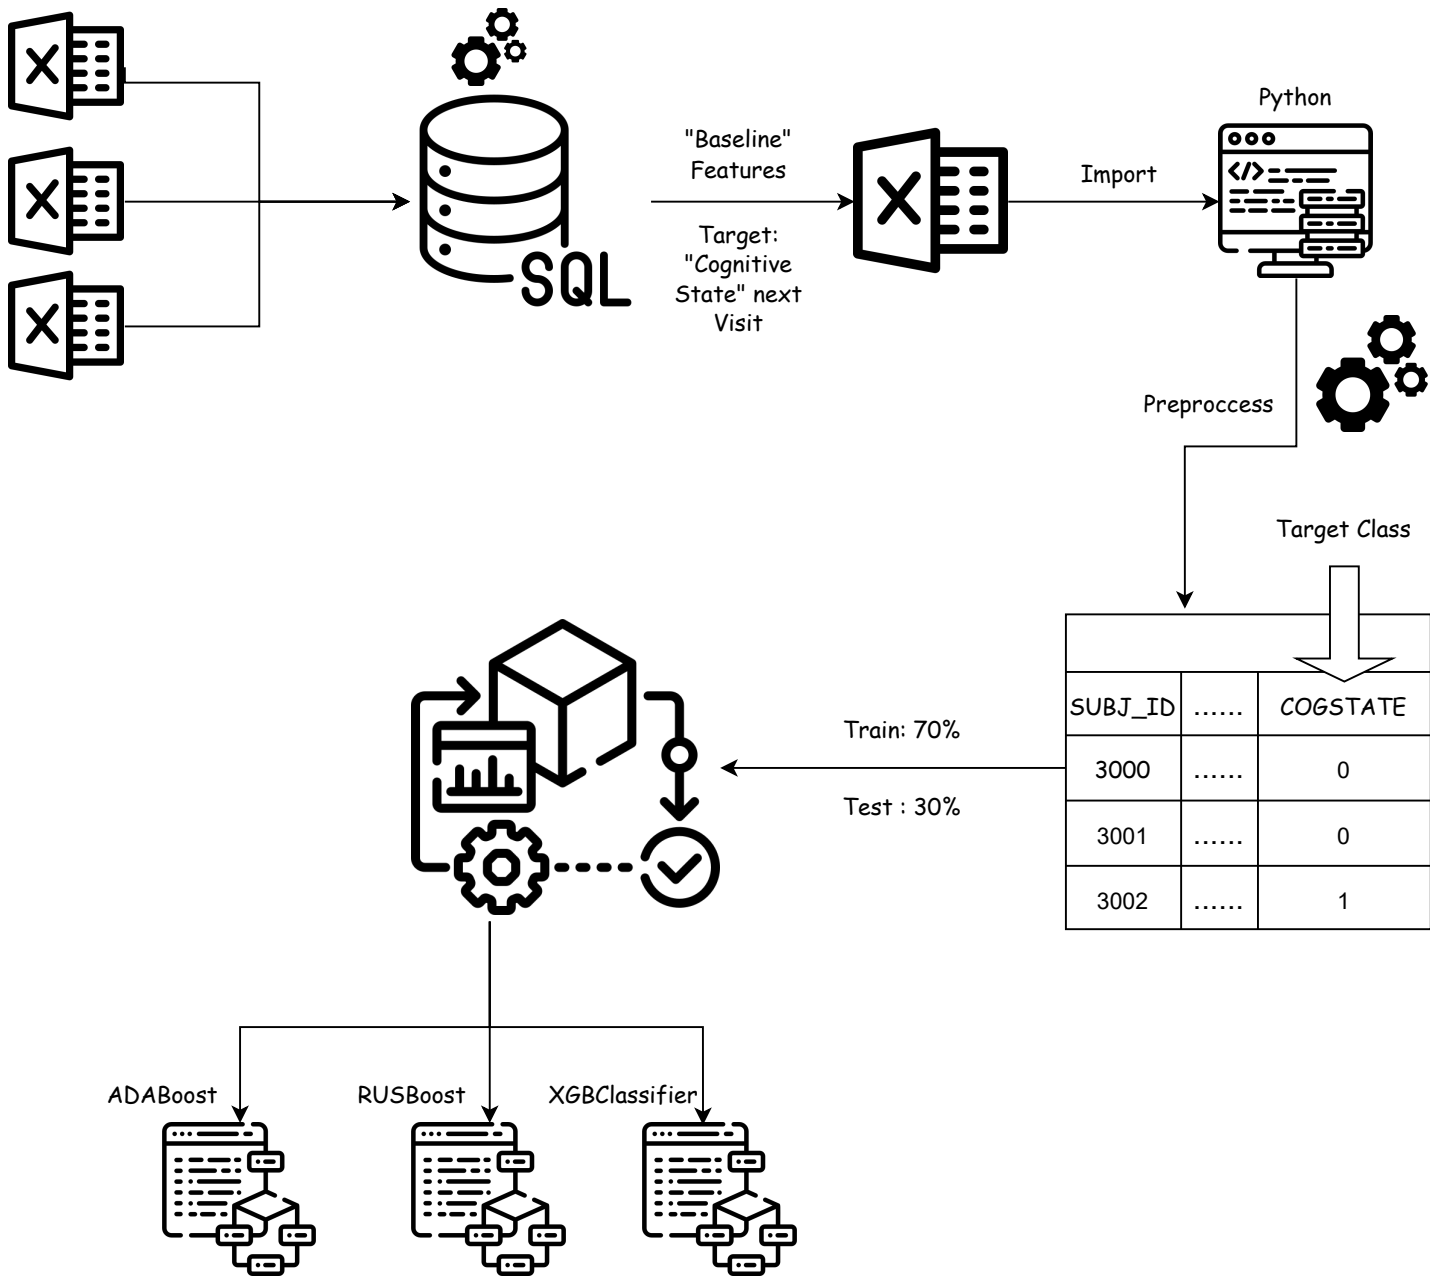 Python
"Baseline"
Features
Import
Target:
"Cognitive
State" next
Visit
SQL
Preproccess
Target Class
SUBJ_ID ...... COGSTATE
3000 ...... 0
3001 ...... 0
3002 ...... 1
Train: 70%
Test : 30%
ADABoost RUSBoost XGBClassifier